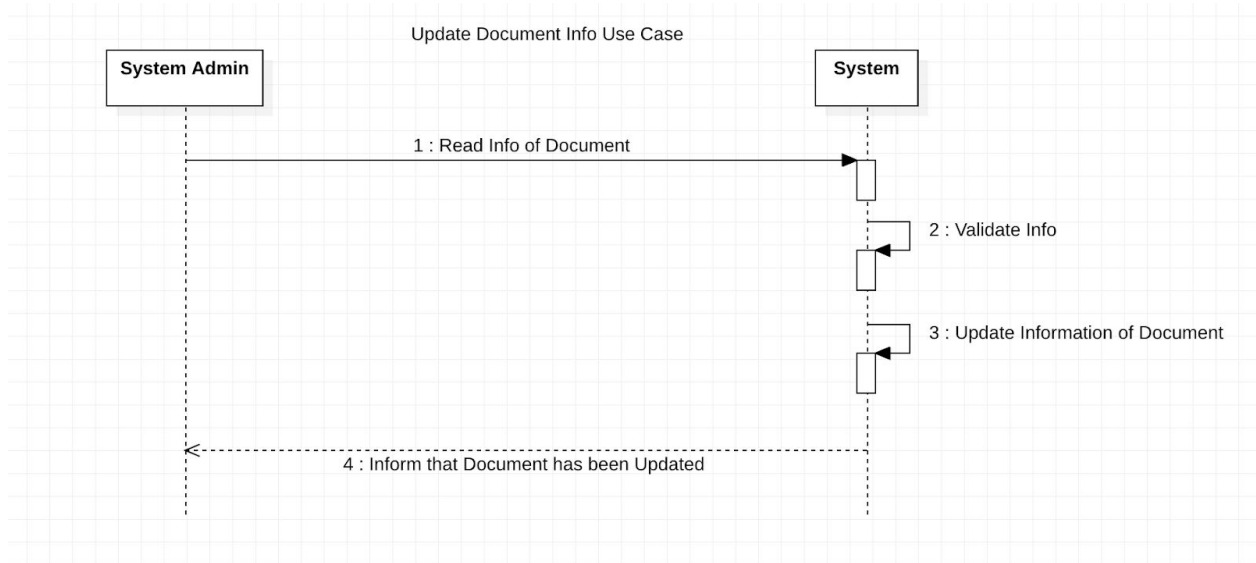 Update Document Info Use Case
System Admin
System
1 : Read Info of Document
2 : Validate Info
3 : Update Information of Document
4 : Inform that Document has been Updated